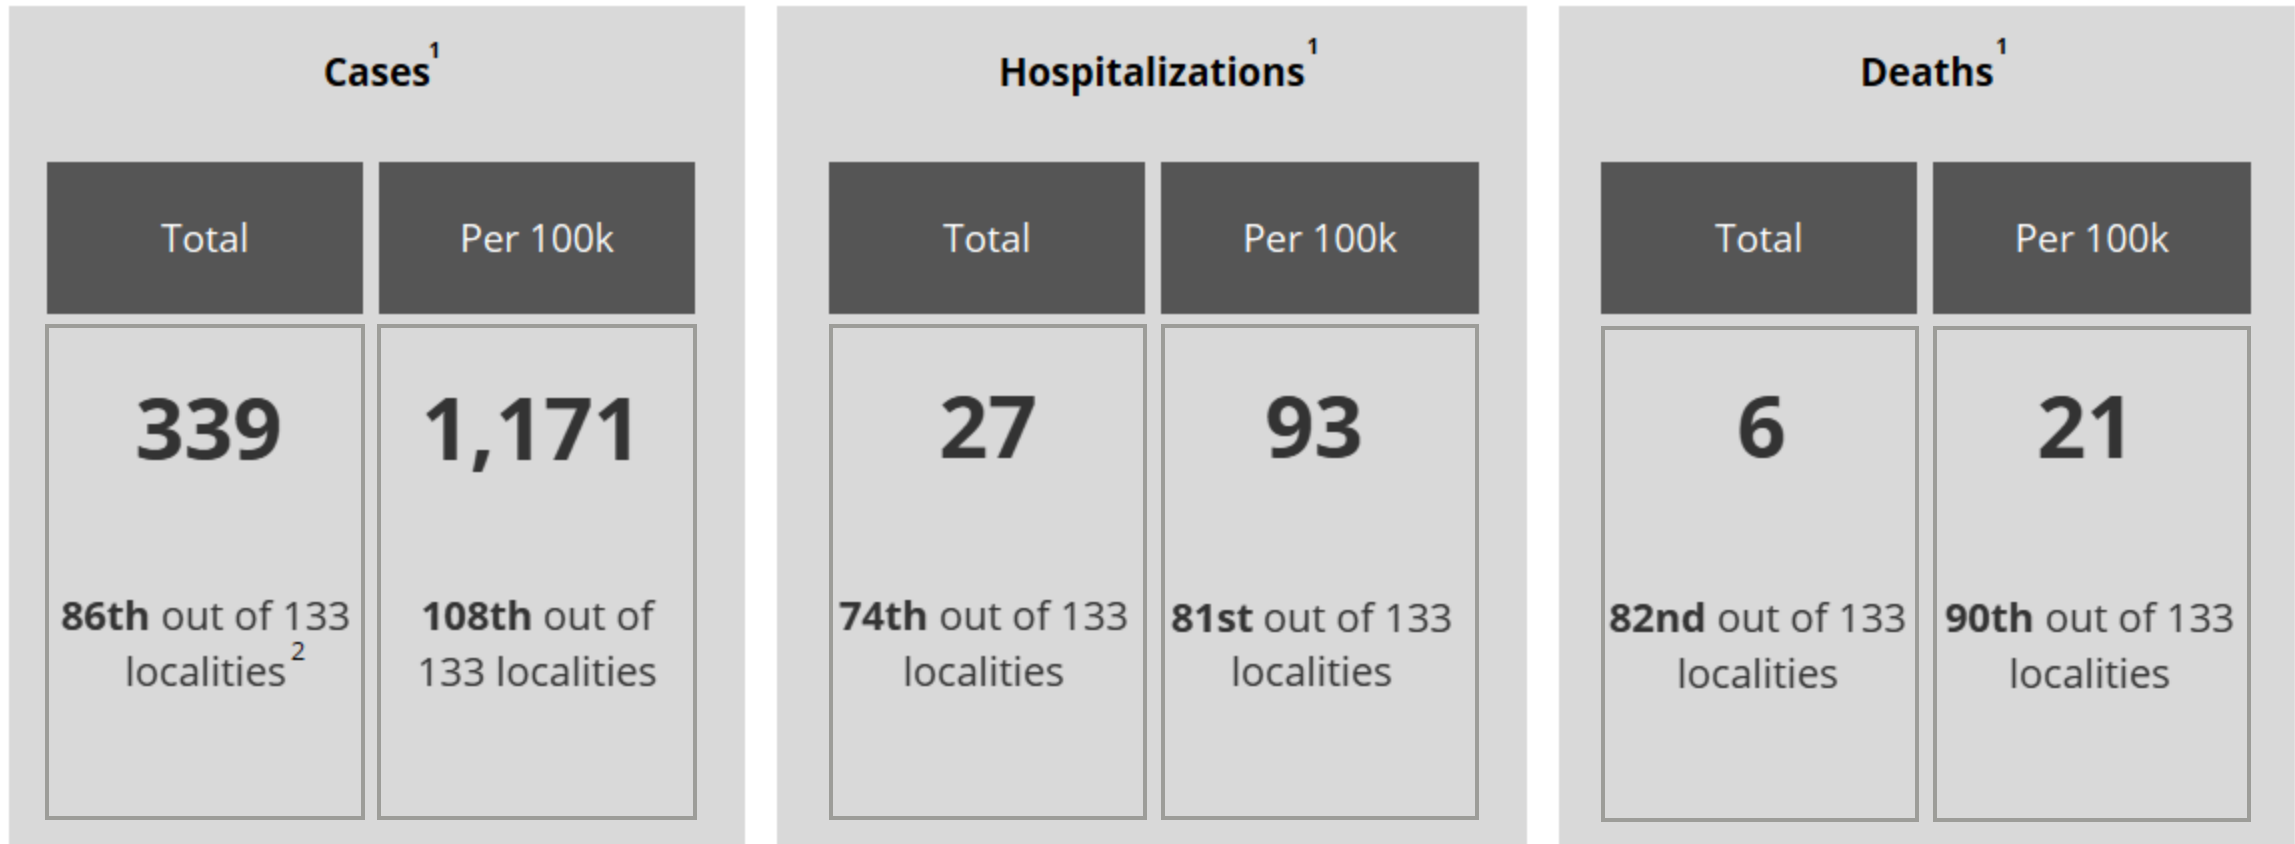 Cases¹
Total
Per 100k
339
1,171
86th out of 133
localities²
108th out of
133 localities
Hospitalizations¹
Total
Per 100k
27
93
74th out of 133
localities
81st out of 133
localities
Deaths¹
Total
Per 100k
6
21
82nd out of 133
localities
90th out of 133
localities